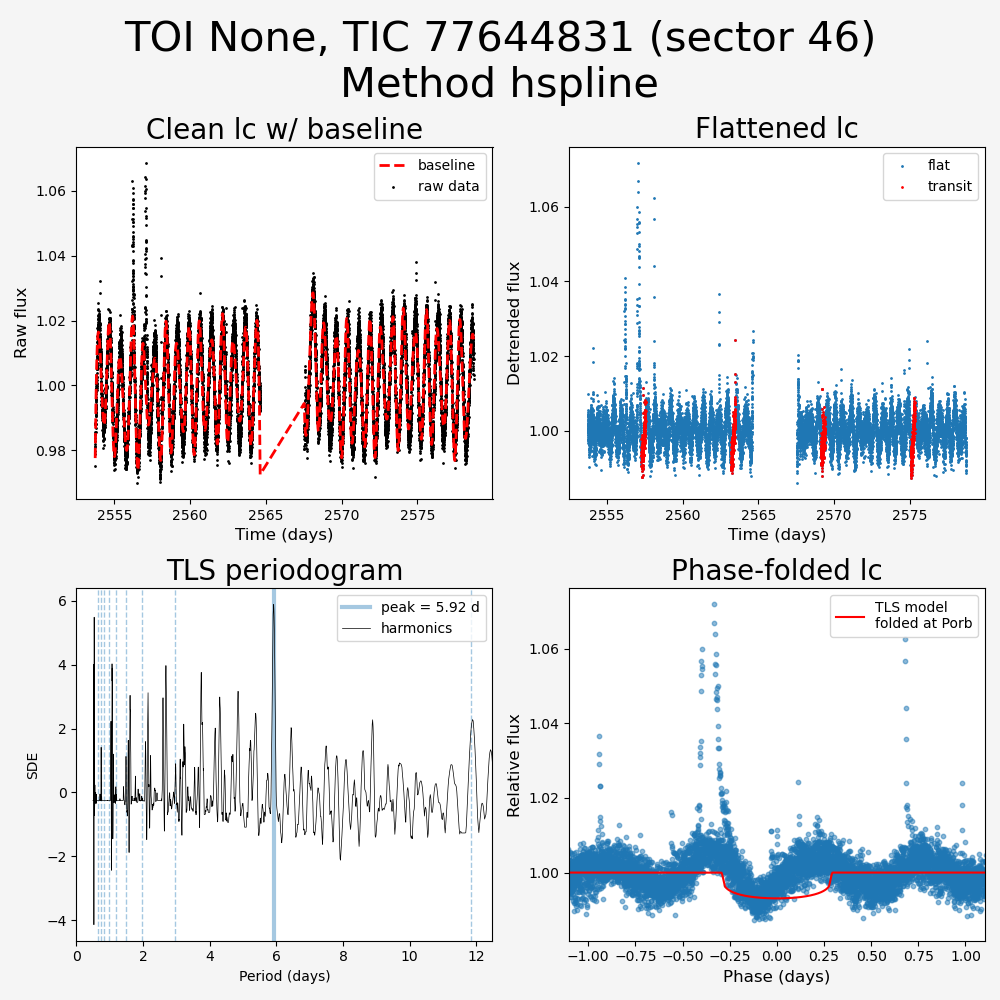 TOI None, TIC 77644831 (sector 46)
Method hspline
Clean lc w/ baseline
Flattened lc
baseline
raw data
flat
transit
1.06
1.04
1.02
1.00
0.98
Raw flux
2555
2560
2565
2570
2575
Time (days)
1.06
1.04
1.02
1.00
Detrended flux
2555
2560
2565
2570
2575
Time (days)
TLS periodogram
Phase-folded lc
peak = 5.92 d
harmonics
TLS model
folded at Porb
6
4
2
0
−2
−4
SDE
0
2
4
6
8
10
12
Period (days)
1.06
1.04
1.02
1.00
Relative flux
−1.00
−0.75
−0.50
−0.25
0.00
0.25
0.50
0.75
1.00
Phase (days)